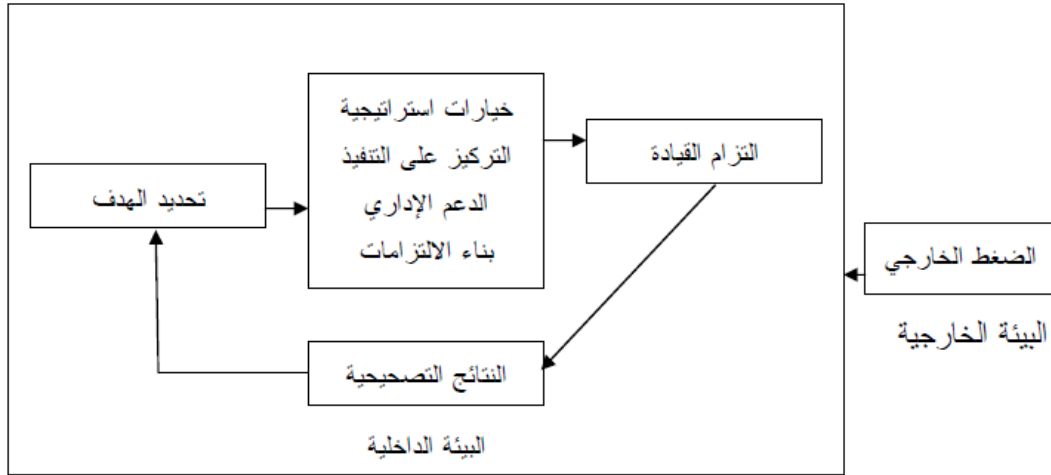 خيارات استراتيجية
التركيز على التنفيذ
الدعم الإداري
بناء الالتزامات
التزام القيادة
تحديد الهدف
الضغط الخارجي
البيئة الخارجية
النتائج التصحيحية
البيئة الداخلية